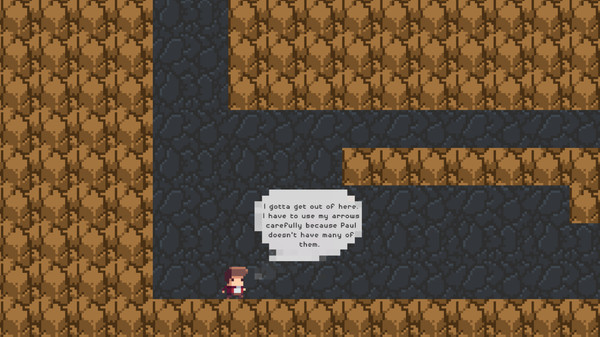 I gotta get out of here.
I have to use my arrows
carefully because Paul
doesn't have many of
them.